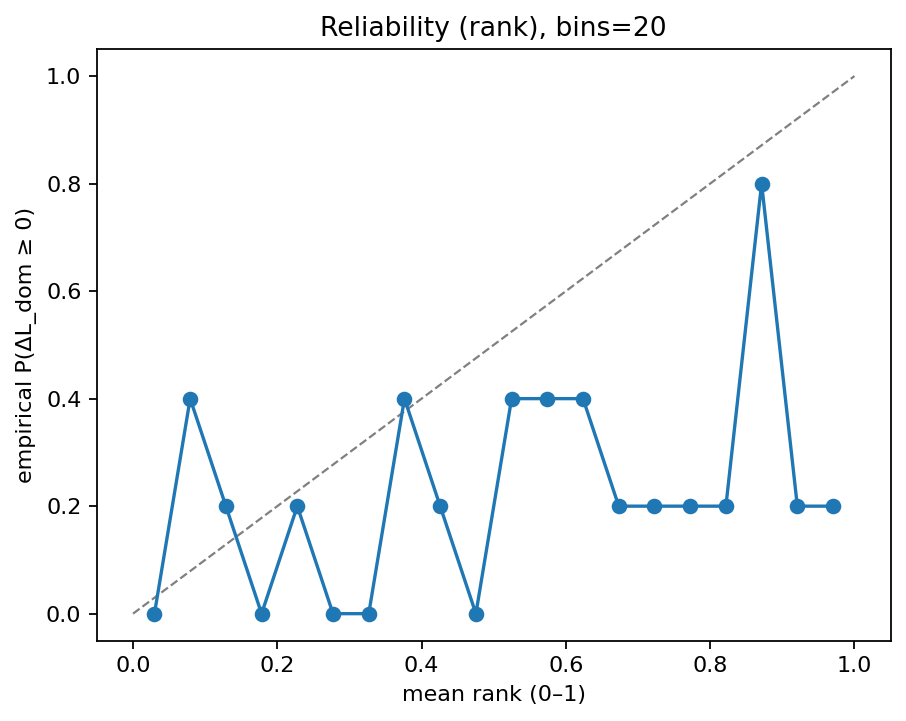 Reliability (rank), bins=20
empirical P(ΔL_dom ≥ 0)
1.0
0.8
0.6
0.4
0.2
0.0
0.0 0.2 0.4 0.6 0.8 1.0
mean rank (0–1)